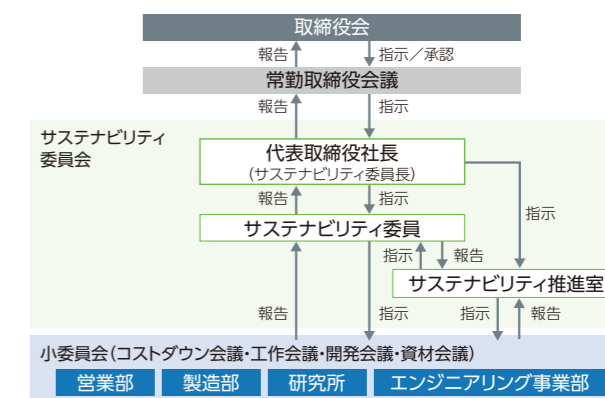 取締役会
報告
指示／承認
常勤取締役会議
報告
指示
サステナビリティ
委員会
代表取締役社長
(サステナビリティ委員長)
指示
報告
指示
サステナビリティ委員
指示
報告
サステナビリティ推進室
報告
指示
指示
報告
小委員会(コストダウン会議・工作会議・開発会議・資材会議)
営業部
製造部
研究所
エンジニアリング事業部